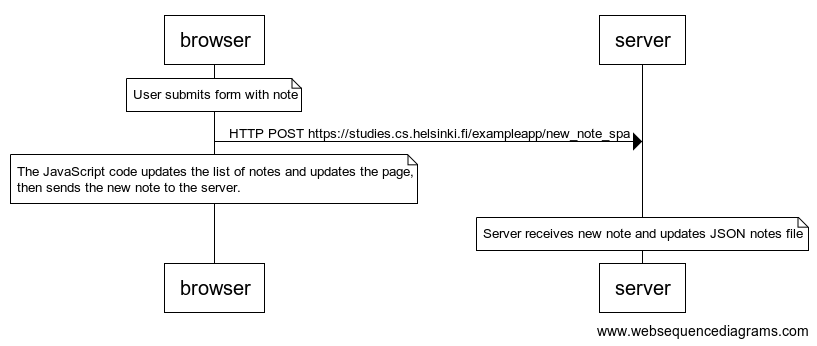 browser
server
User submits form with note
HTTP POST https://studies.cs.helsinki.fi/exampleapp/new_note_spa
The JavaScript code updates the list of notes and updates the page,
then sends the new note to the server.
Server receives new note and updates JSON notes file
browser
server
www.websequencediagrams.com